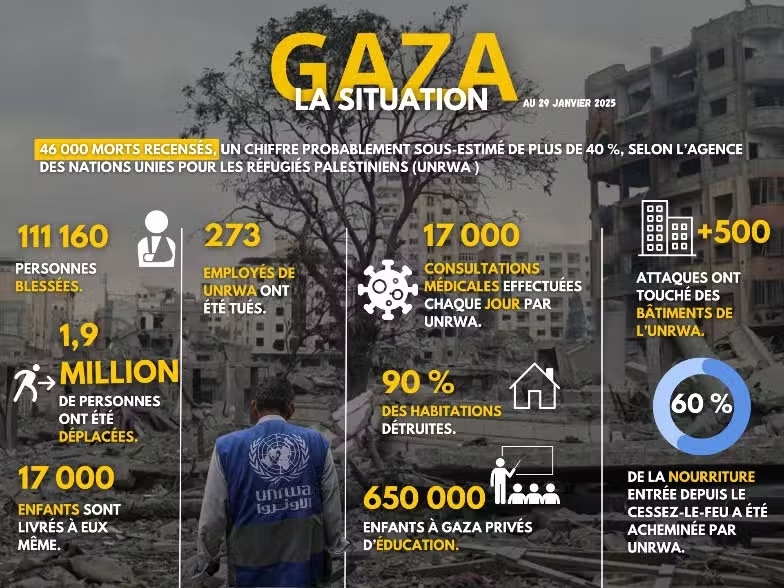 GAZA
LA SITUATION
AU 29 JANVIER 2025
46 000 MORTS RECENSÉS, UN CHIFFRE PROBABLEMENT SOUS-ESTIMÉ DE PLUS DE 40 %, SELON L'AGENCE
DES NATIONS UNIES POUR LES RÉFUGIÉS PALESTINIENS (UNRWA )
111 160
PERSONNES
BLESSÉES.
1,9
MILLION
DE PERSONNES
ONT ÉTÉ
DÉPLACÉES.
17 000
ENFANTS SONT
LIVRÉS À EUX
MÊME.
273
EMPLOYÉS DE
UNRWA ONT
ÉTÉ TUÉS.
unrwa
الاونروا
17 000
CONSULTATIONS
MÉDICALES EFFECTUÉES
CHAQUE JOUR PAR
UNRWA.
90 %
DES HABITATIONS
DÉTRUITES.
650 000
ENFANTS À GAZA PRIVÉS
D'ÉDUCATION.
+500
ATTAQUES ONT
TOUCHÉ DES
BÂTIMENTS DE
L'UNRWA.
60 %
DE LA NOURRITURE
ENTRÉE DEPUIS LE
CESSEZ-LE-FEU A ÉTÉ
ACHEMINÉE PAR
UNRWA.